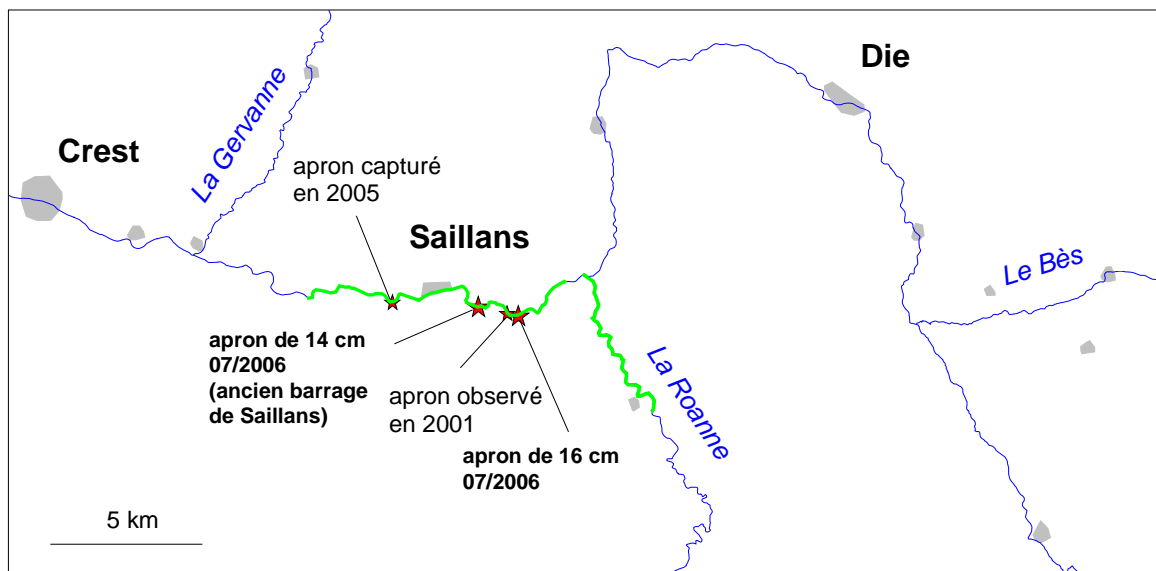 Die
La Gervanne
Crest
apron capturé
en 2005
Saillans
Le Bès
apron de 14 cm
07/2006
(ancien barrage
de Saillans)
apron observé
en 2001
La Roanne
apron de 16 cm
07/2006
5 km